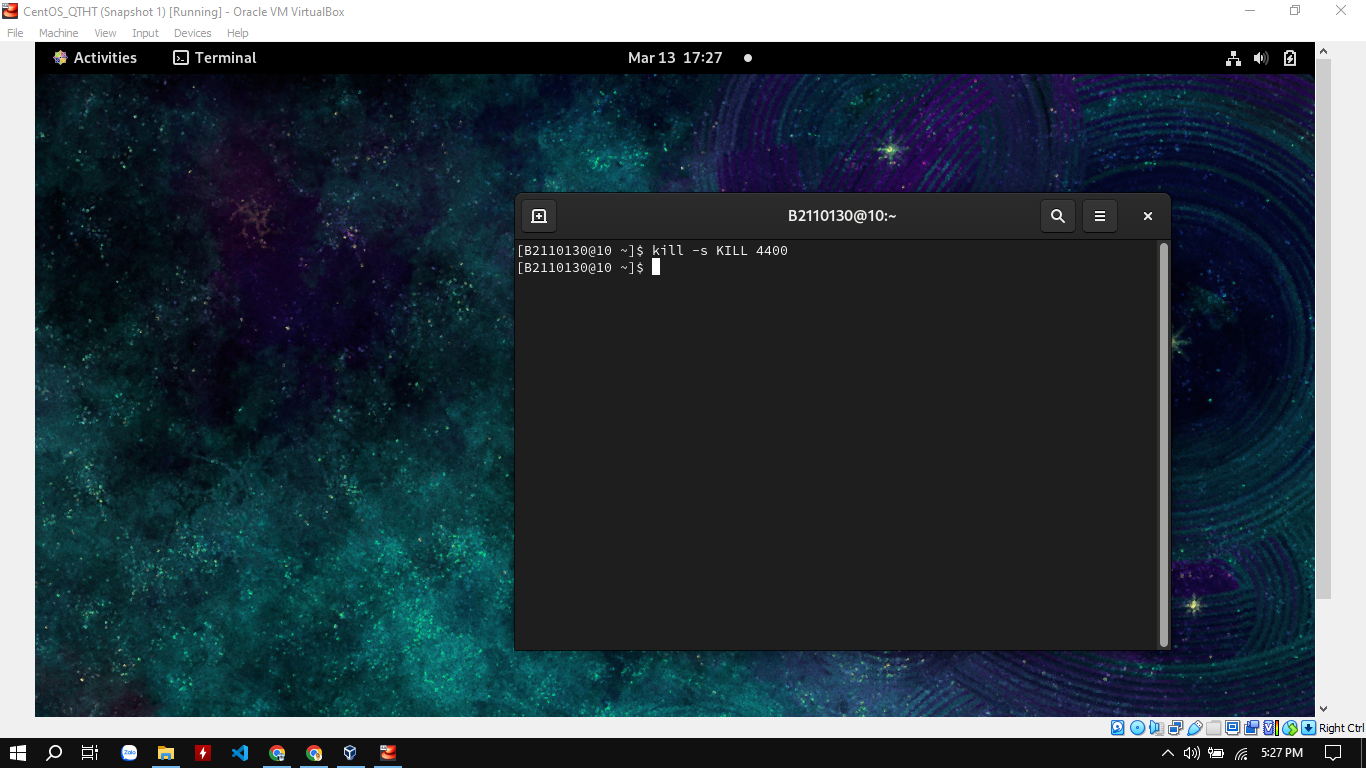 CentOS_QTHT (Snapshot 1) [Running] - Oracle VM VirtualBox
File Machine View Input Devices Help
Activities Terminal Mar 13 17:27
B2110130@10:~
[B2110130@10 ~]$ kill -s KILL 4400
[B2110130@10 ~]$
Right Ctrl
Zalo 5:27 PM